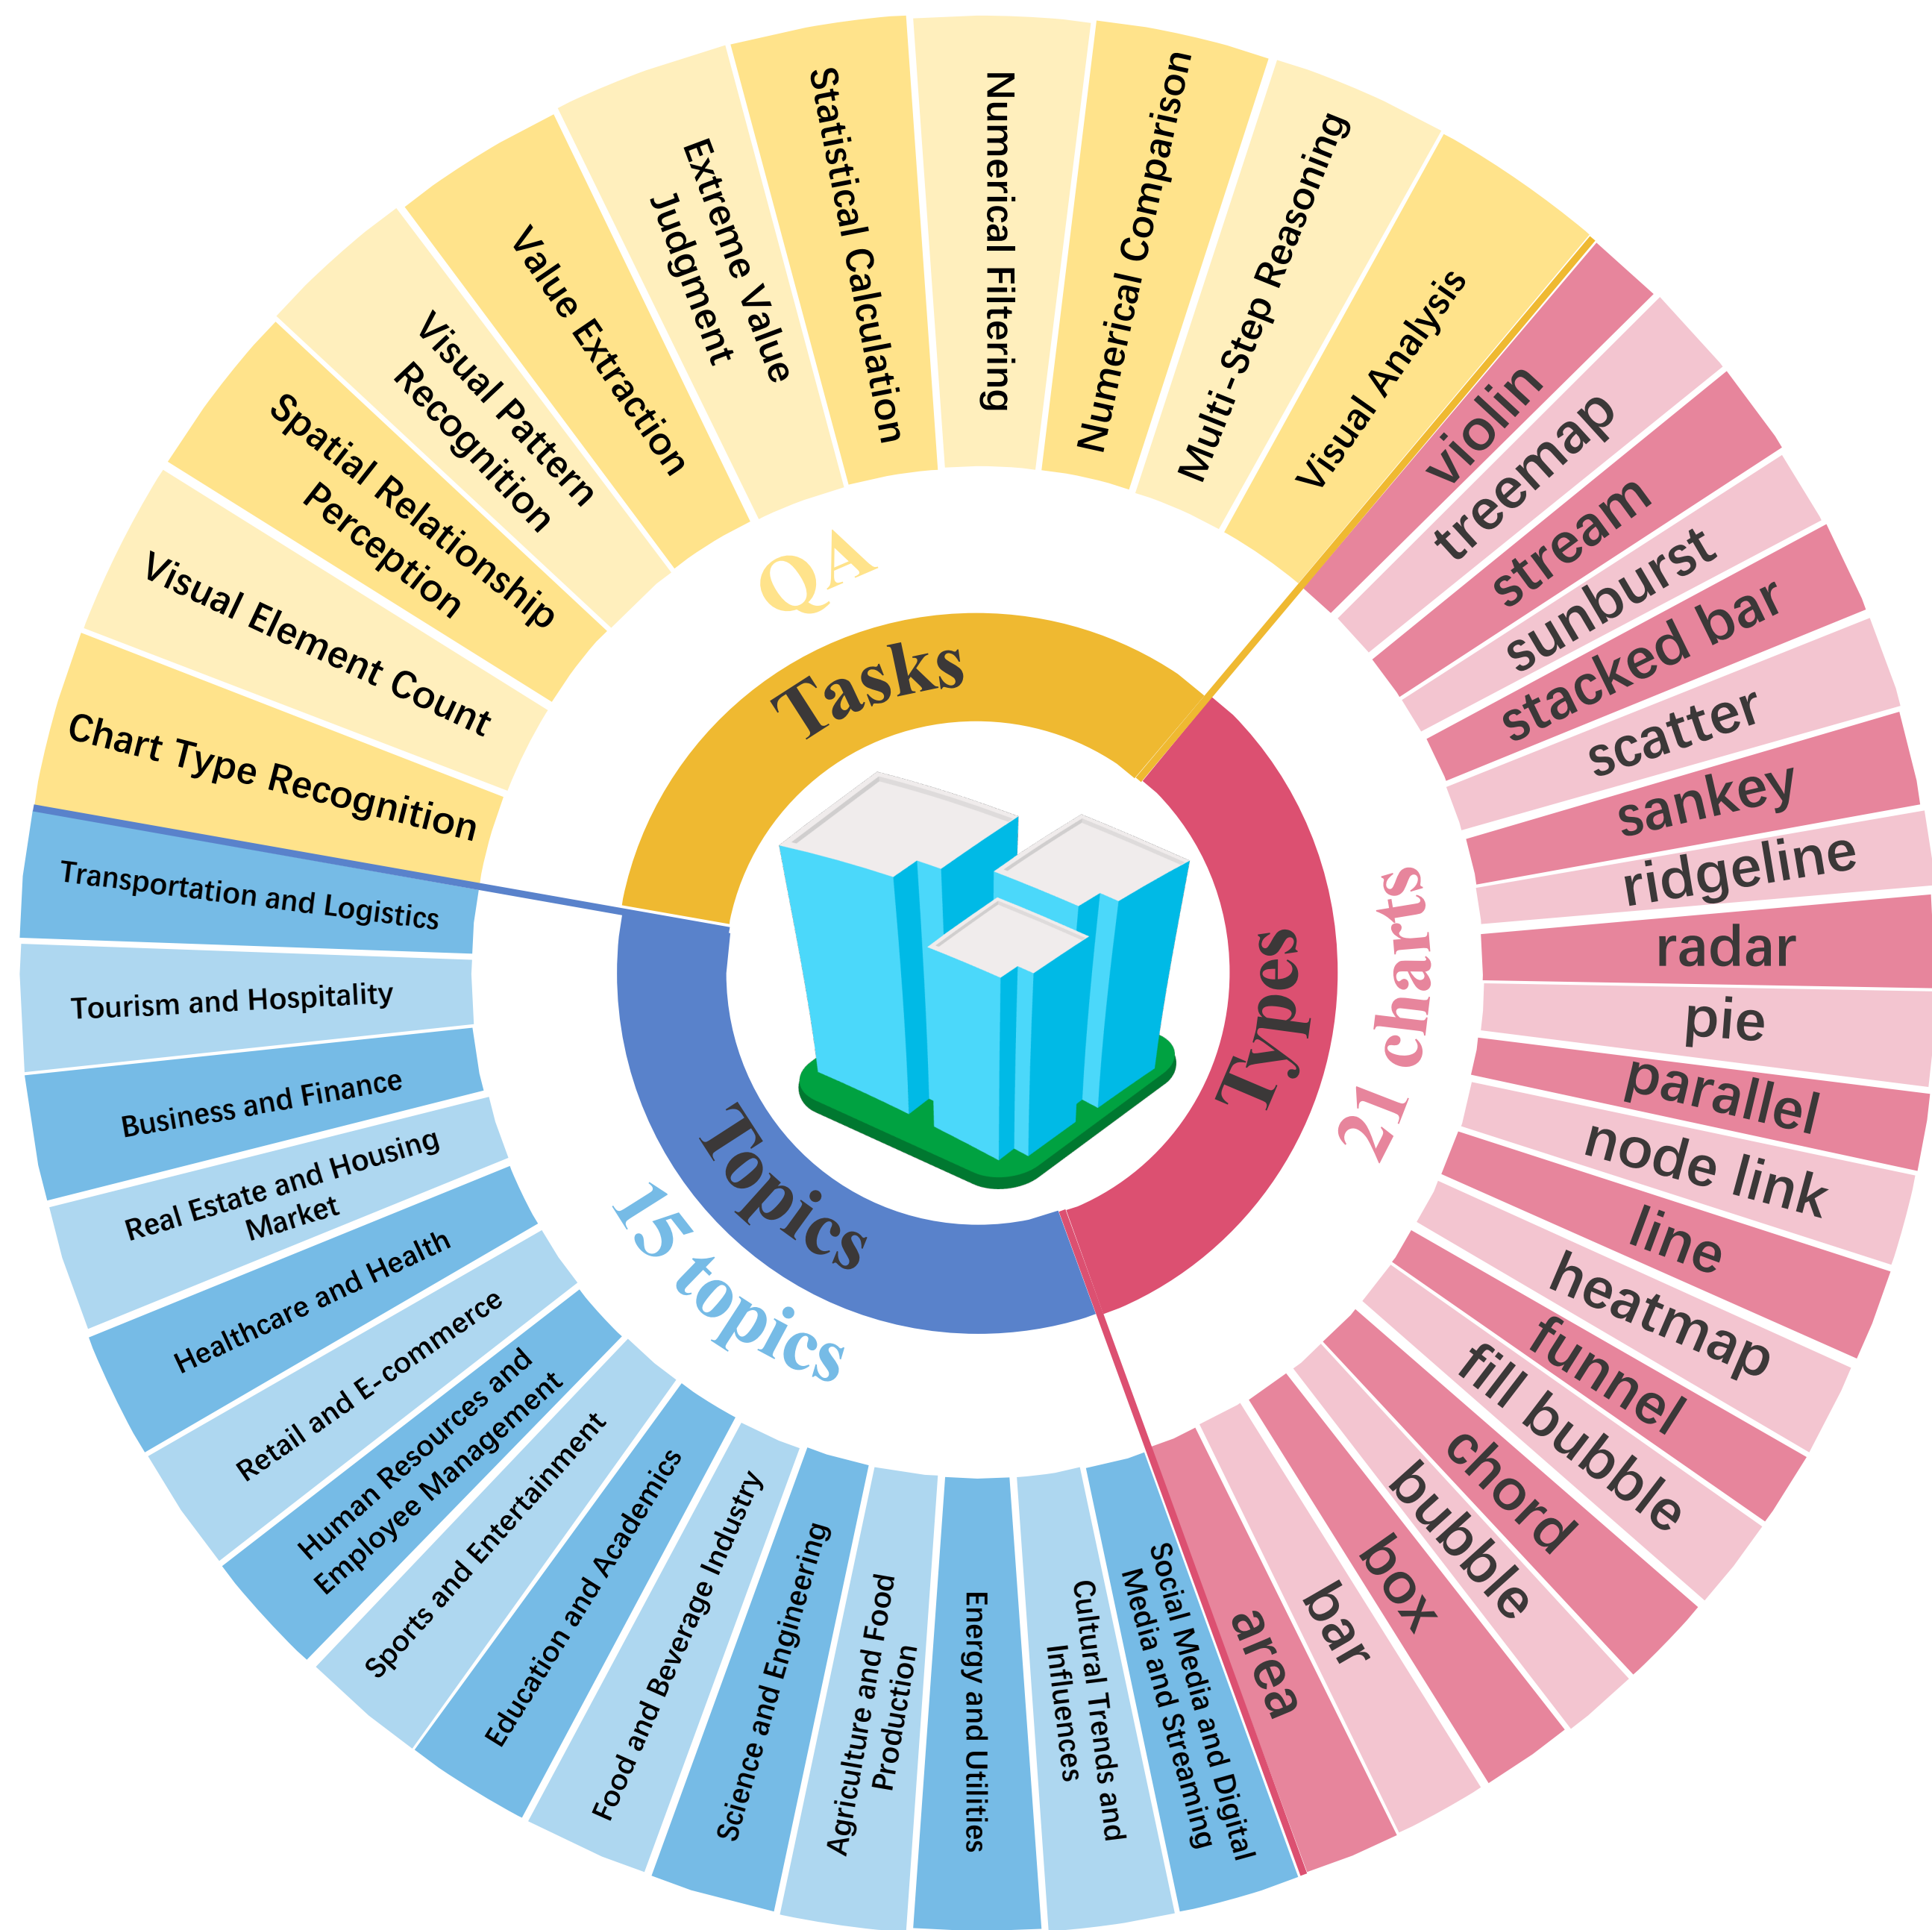 Tasks
QA
Chart Type Recognition
Visual Element Count
Spatial Relationship
Perception
Visual Pattern
Recognition
Value Extraction
Extreme Value
Judgment
Statistical Calculation
Numerical Filtering
Numerical Comparison
Multi-Step Reasoning
Visual Analysis
Types
21 charts
violin
treemap
stream
sunburst
stacked bar
scatter
sankey
ridgeline
radar
pie
parallel
node link
line
heatmap
funnel
fill bubble
chord
bubble
box
bar
area
Topics
15 topics
Transportation and Logistics
Tourism and Hospitality
Business and Finance
Real Estate and Housing
Market
Healthcare and Health
Retail and E-commerce
Human Resources and
Employee Management
Sports and Entertainment
Education and Academics
Food and Beverage Industry
Science and Engineering
Agriculture and Food
Production
Energy and Utilities
Cultural Trends and
Influences
Social Media and Digital
Media and Streaming